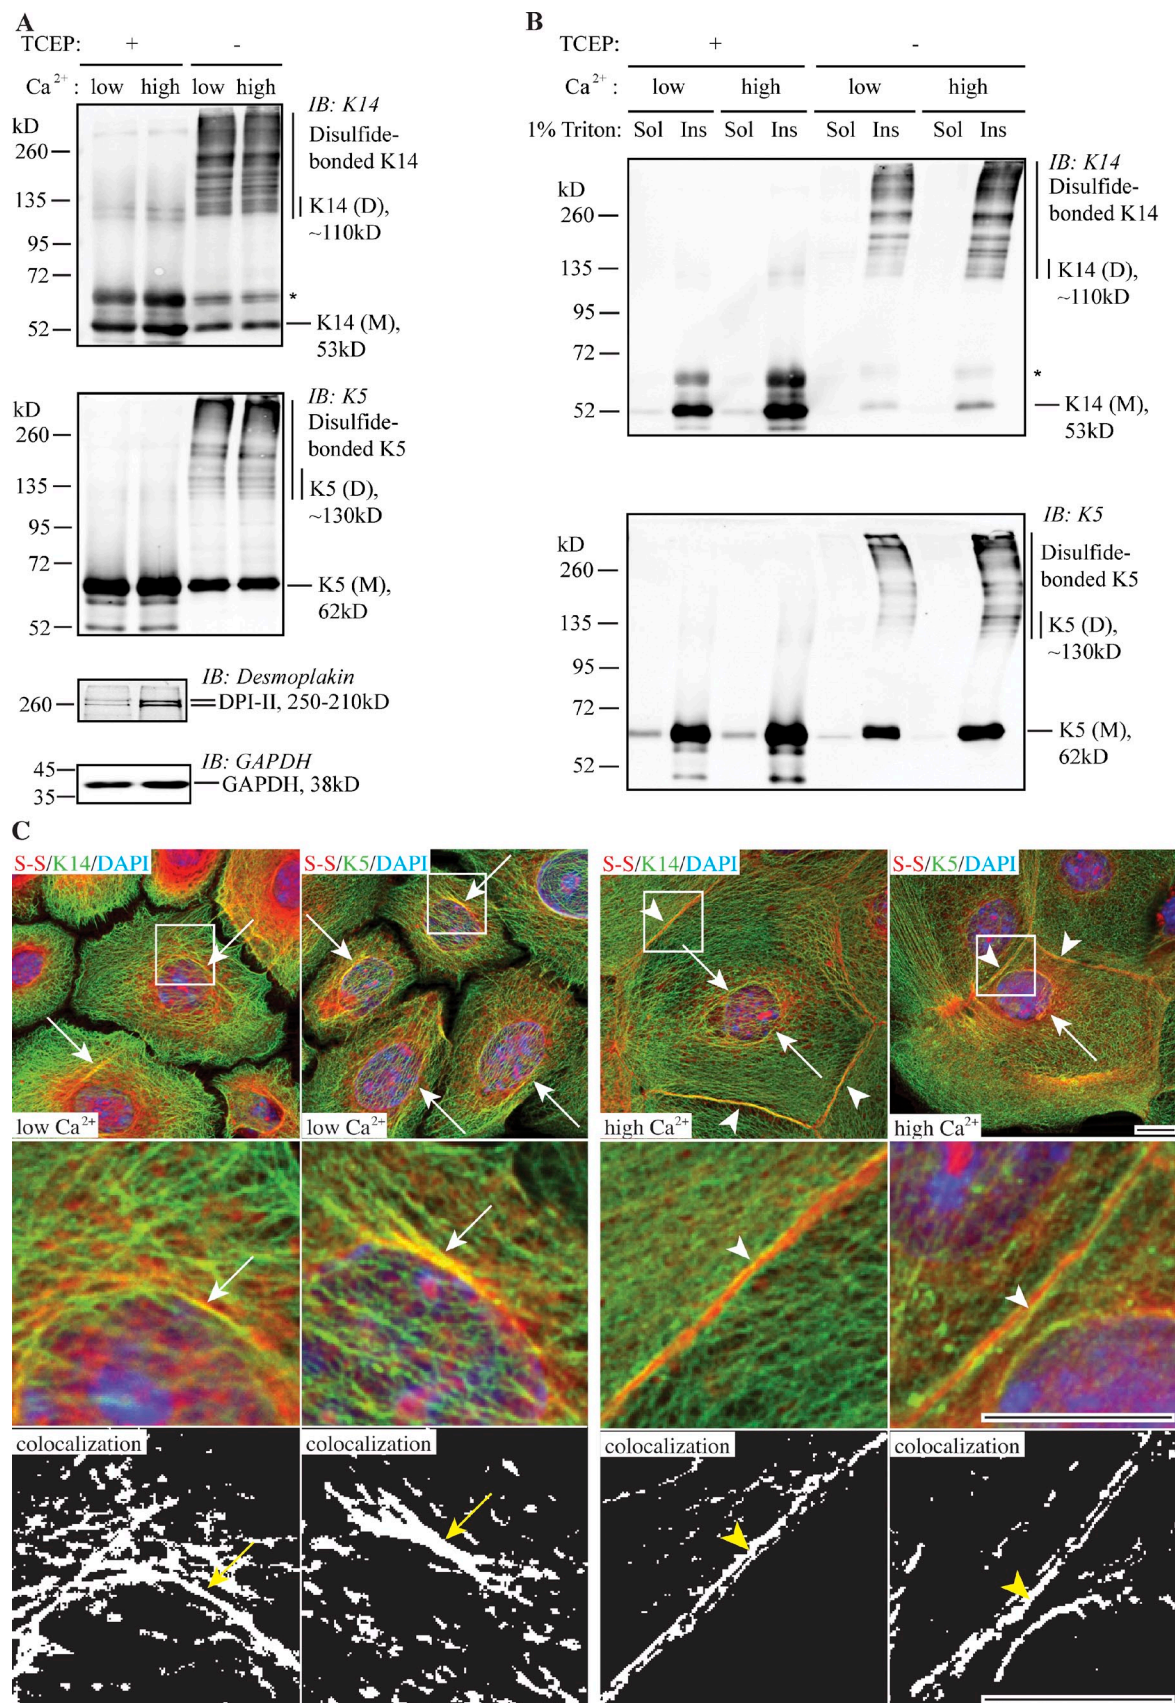 A
TCEP: + -
Ca2+ : low high low high
kD
IB: K14
Disulfide-
bonded K14
260
135
K14 (D),
~110kD
95
72
*
52
K14 (M),
53kD
kD
IB: K5
Disulfide-
bonded K5
260
135
K5 (D),
~130kD
95
72
K5 (M),
62kD
52
IB: Desmoplakin
260
DPI-II, 250-210kD
IB: GAPDH
45
GAPDH, 38kD
35
B
TCEP: + -
Ca2+ : low high low high
1% Triton: Sol Ins Sol Ins Sol Ins Sol Ins
kD
IB: K14
Disulfide-
bonded K14
260
135
K14 (D),
~110kD
95
72
*
52
K14 (M),
53kD
kD
IB: K5
Disulfide-
bonded K5
260
135
K5 (D),
~130kD
95
72
K5 (M),
62kD
52
C
S-S/K14/DAPI S-S/K5/DAPI S-S/K14/DAPI S-S/K5/DAPI
low Ca2+ low Ca2+ high Ca2+ high Ca2+
colocalization colocalization colocalization colocalization